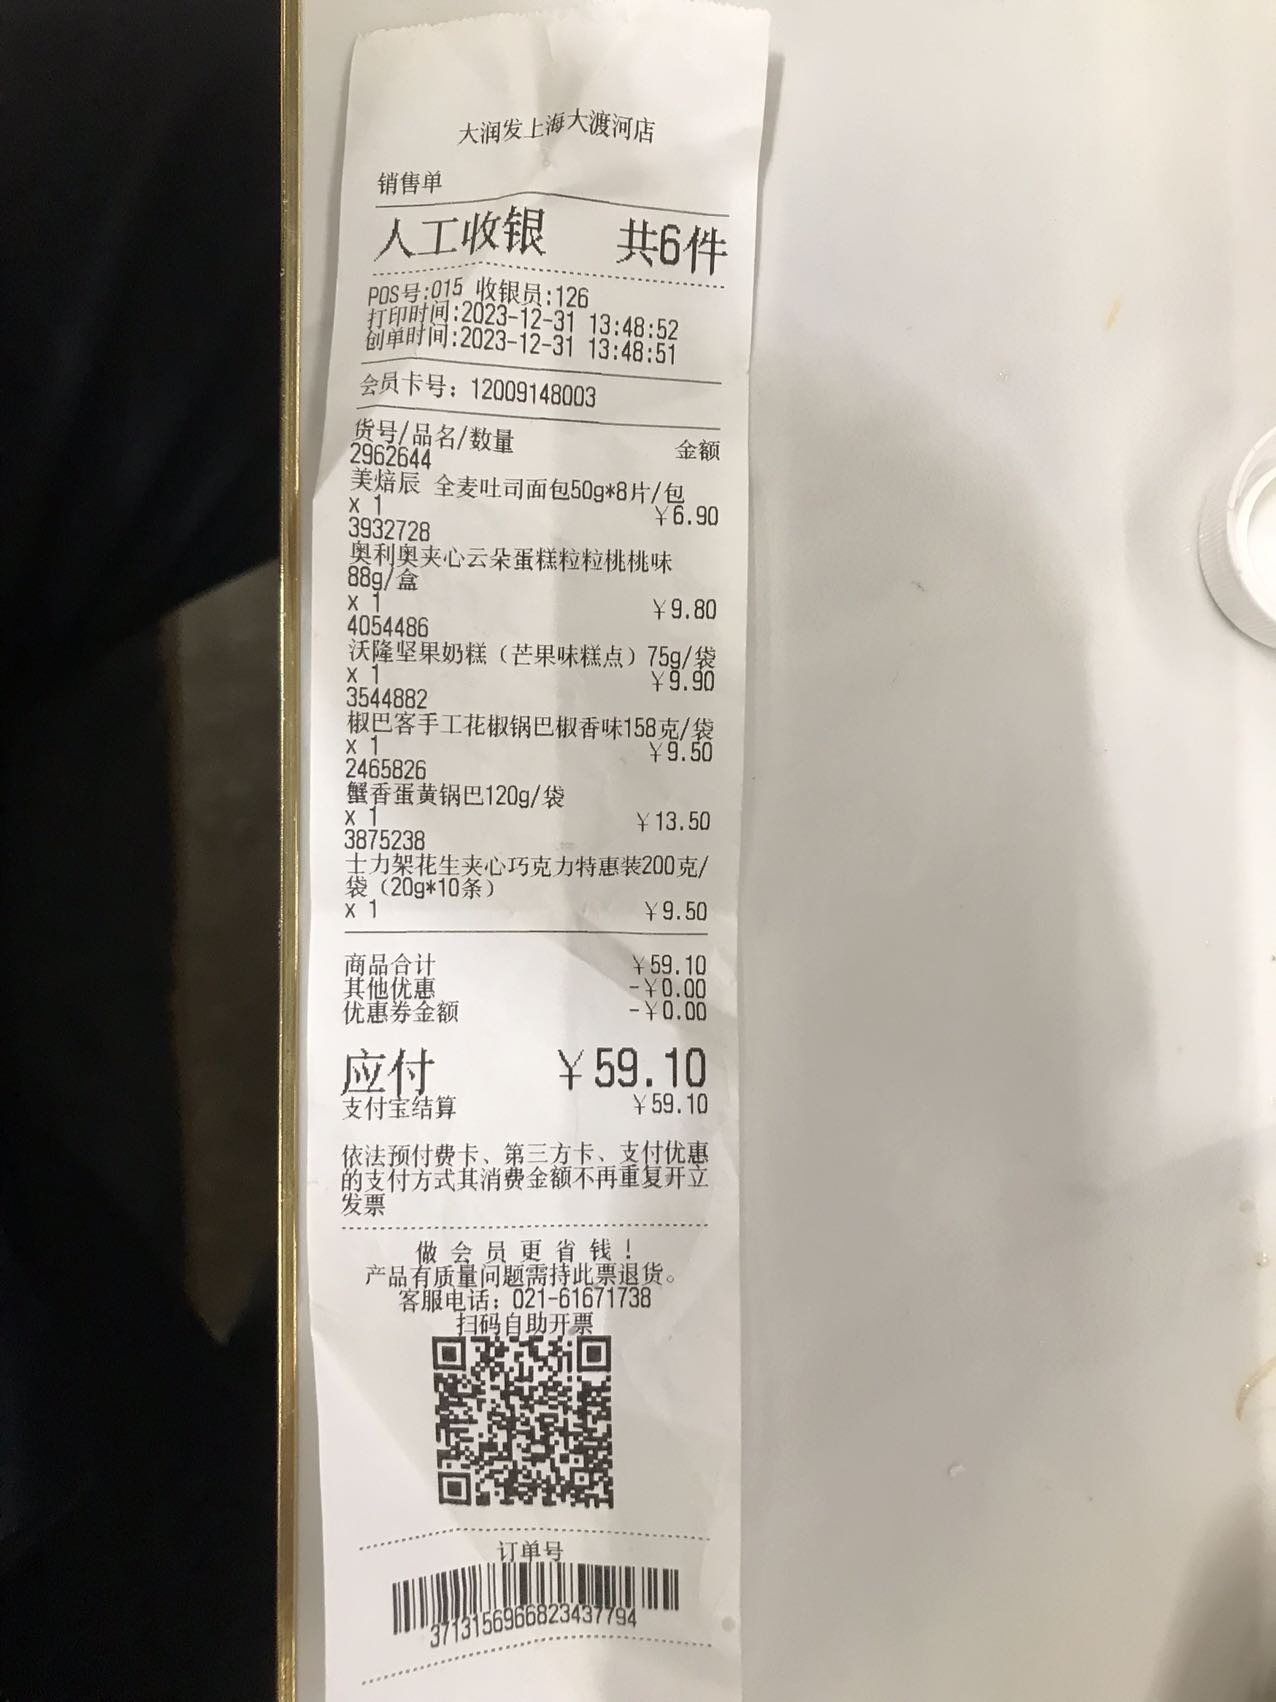 大润发上海大渡河店
销售单
人工收银 共6件
POS号:015 收银员:126
打印时间:2023-12-31 13:48:52
创单时间:2023-12-31 13:48:51
会员卡号：12009148003
货号/品名/数量 金额
2962644
美焙辰 全麦吐司面包50g*8片/包
x 1 ￥6.90
3932728
奥利奥夹心云朵蛋糕粒粒桃桃味
88g/盒
x 1 ￥9.80
4054486
沃隆坚果奶糕（芒果味糕点）75g/袋
x 1 ￥9.90
3544882
椒巴客手工花椒锅巴椒香味158克/袋
x 1 ￥9.50
2465826
蟹香蛋黄锅巴120g/袋
x 1 ￥13.50
3875238
士力架花生夹心巧克力特惠装200克/
袋（20g*10条）
x 1 ￥9.50
商品合计 ￥59.10
其他优惠 -￥0.00
优惠券金额 -￥0.00
应付 ￥59.10
支付宝结算 ￥59.10
依法预付费卡、第三方卡、支付优惠
的支付方式其消费金额不再重复开立
发票
做会员更省钱！
产品有质量问题需持此票退货。
客服电话：021-61671738
扫码自助开票
订单号
3713156966823437794